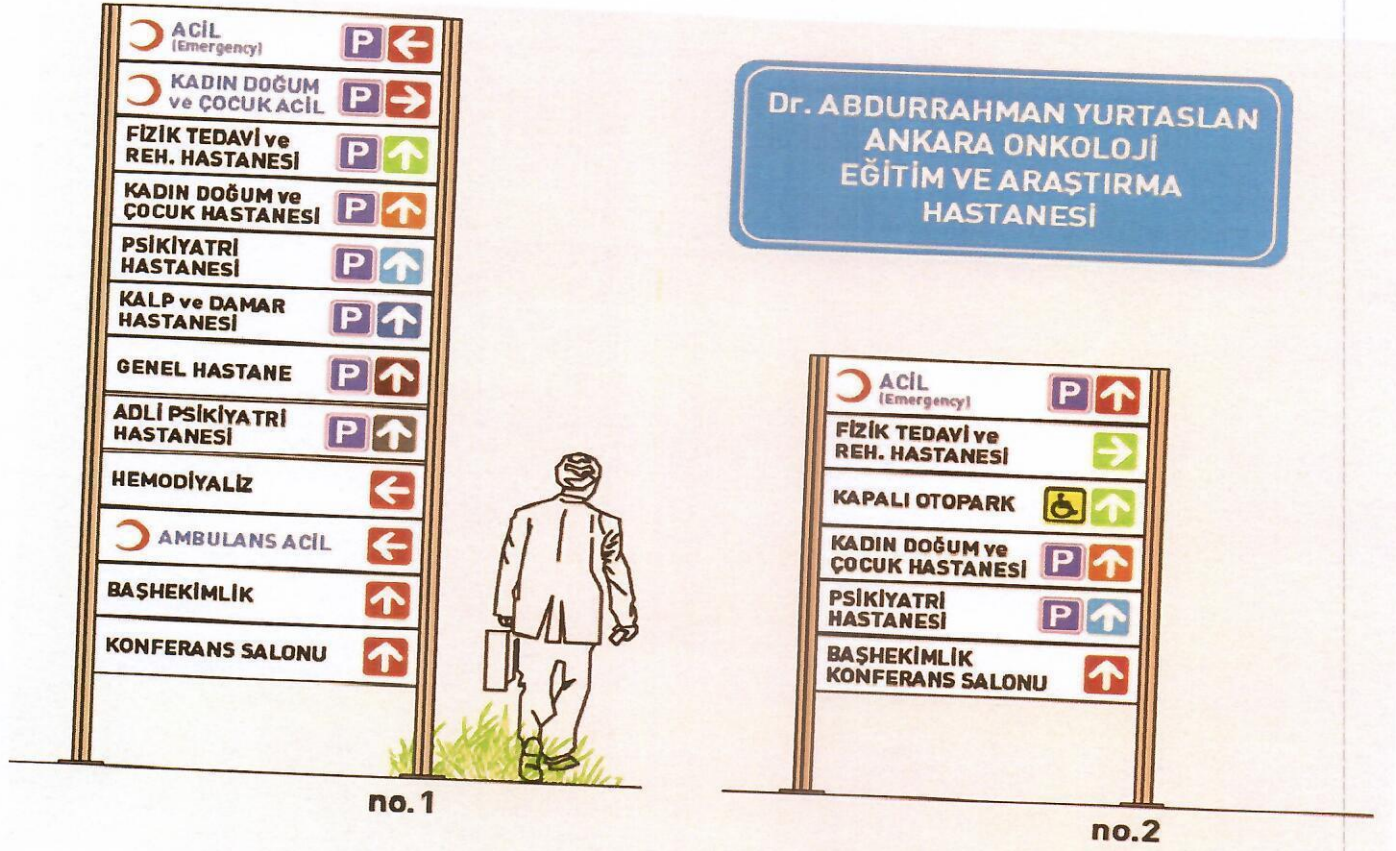 ACİL
(Emergency)
P
KADIN DOĞUM
ve ÇOCUK ACİL
P
FİZİK TEDAVİ ve
REH. HASTANESİ
P
KADIN DOĞUM ve
ÇOCUK HASTANESİ
P
PSİKİYATRİ
HASTANESİ
P
KALP ve DAMAR
HASTANESİ
P
GENEL HASTANE
P
ADLİ PSİKİYATRİ
HASTANESİ
P
HEMODİYALİZ
AMBULANS ACİL
BAŞHEKİMLİK
KONFERANS SALONU
no.1
Dr. ABDURRAHMAN YURTASLAN
ANKARA ONKOLOJİ
EĞİTİM VE ARAŞTIRMA
HASTANESİ
ACİL
(Emergency)
P
FİZİK TEDAVİ ve
REH. HASTANESİ
KAPALI OTOPARK
KADIN DOĞUM ve
ÇOCUK HASTANESİ
P
PSİKİYATRİ
HASTANESİ
P
BAŞHEKİMLİK
KONFERANS SALONU
no.2